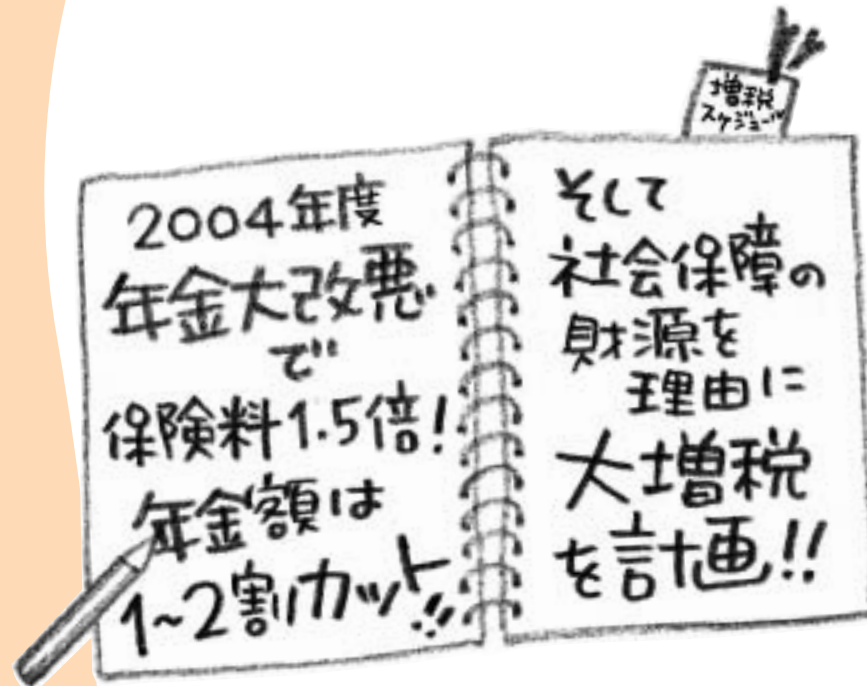 増税
スケジュール
2004年度
年金大改悪
で
保険料1.5倍!
年金額は
1~2割カット!!
そして
社会保障の
財源を
理由に
大増税
を計画!!